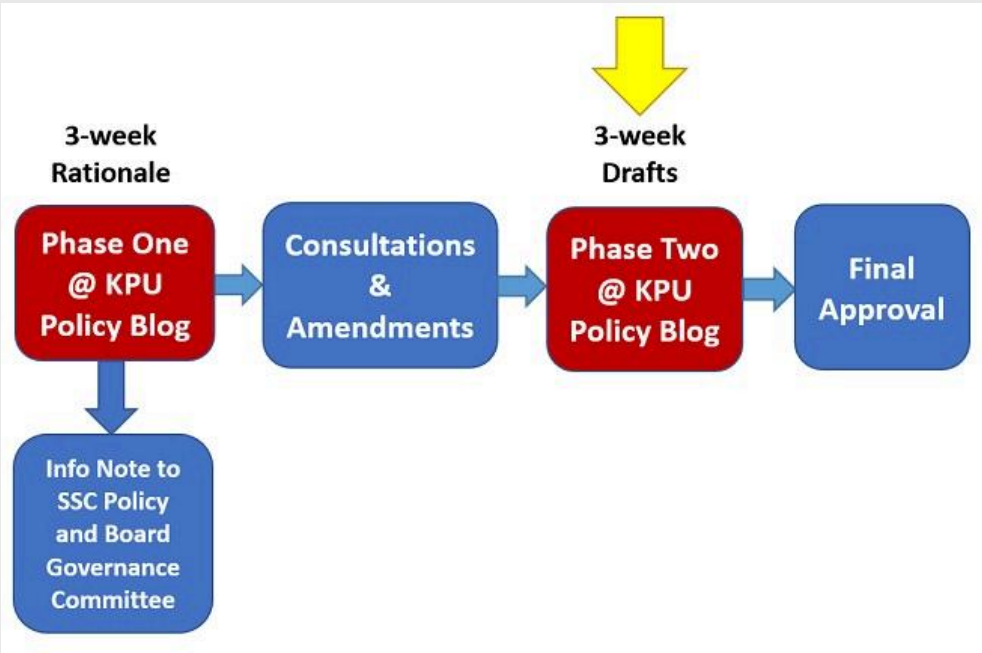 3-week
Rationale
Phase One
@ KPU
Policy Blog
Info Note to
SSC Policy
and Board
Governance
Committee
Consultations
&
Amendments
3-week
Drafts
Phase Two
@ KPU
Policy Blog
Final
Approval